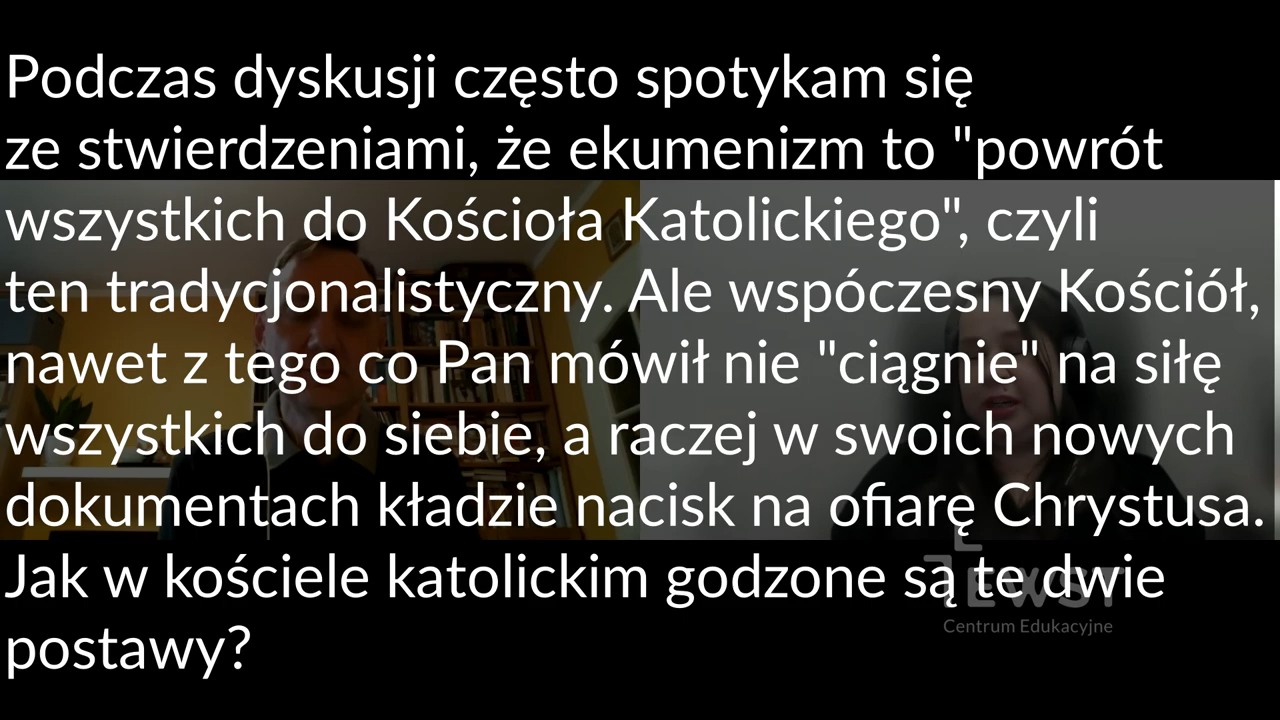 Podczas dyskusji często spotykam się
ze stwierdzeniami, że ekumenizm to "powrót
wszystkich do Kościoła Katolickiego", czyli
ten tradycjonalistyczny. Ale współczesny Kościół,
nawet z tego co Pan mówił nie "ciągnie" na siłę
wszystkich do siebie, a raczej w swoich nowych
dokumentach kładzie nacisk na ofiarę Chrystusa.
Jak w kościele katolickim godzone są te dwie
postawy?
EWST
Centrum Edukacyjne